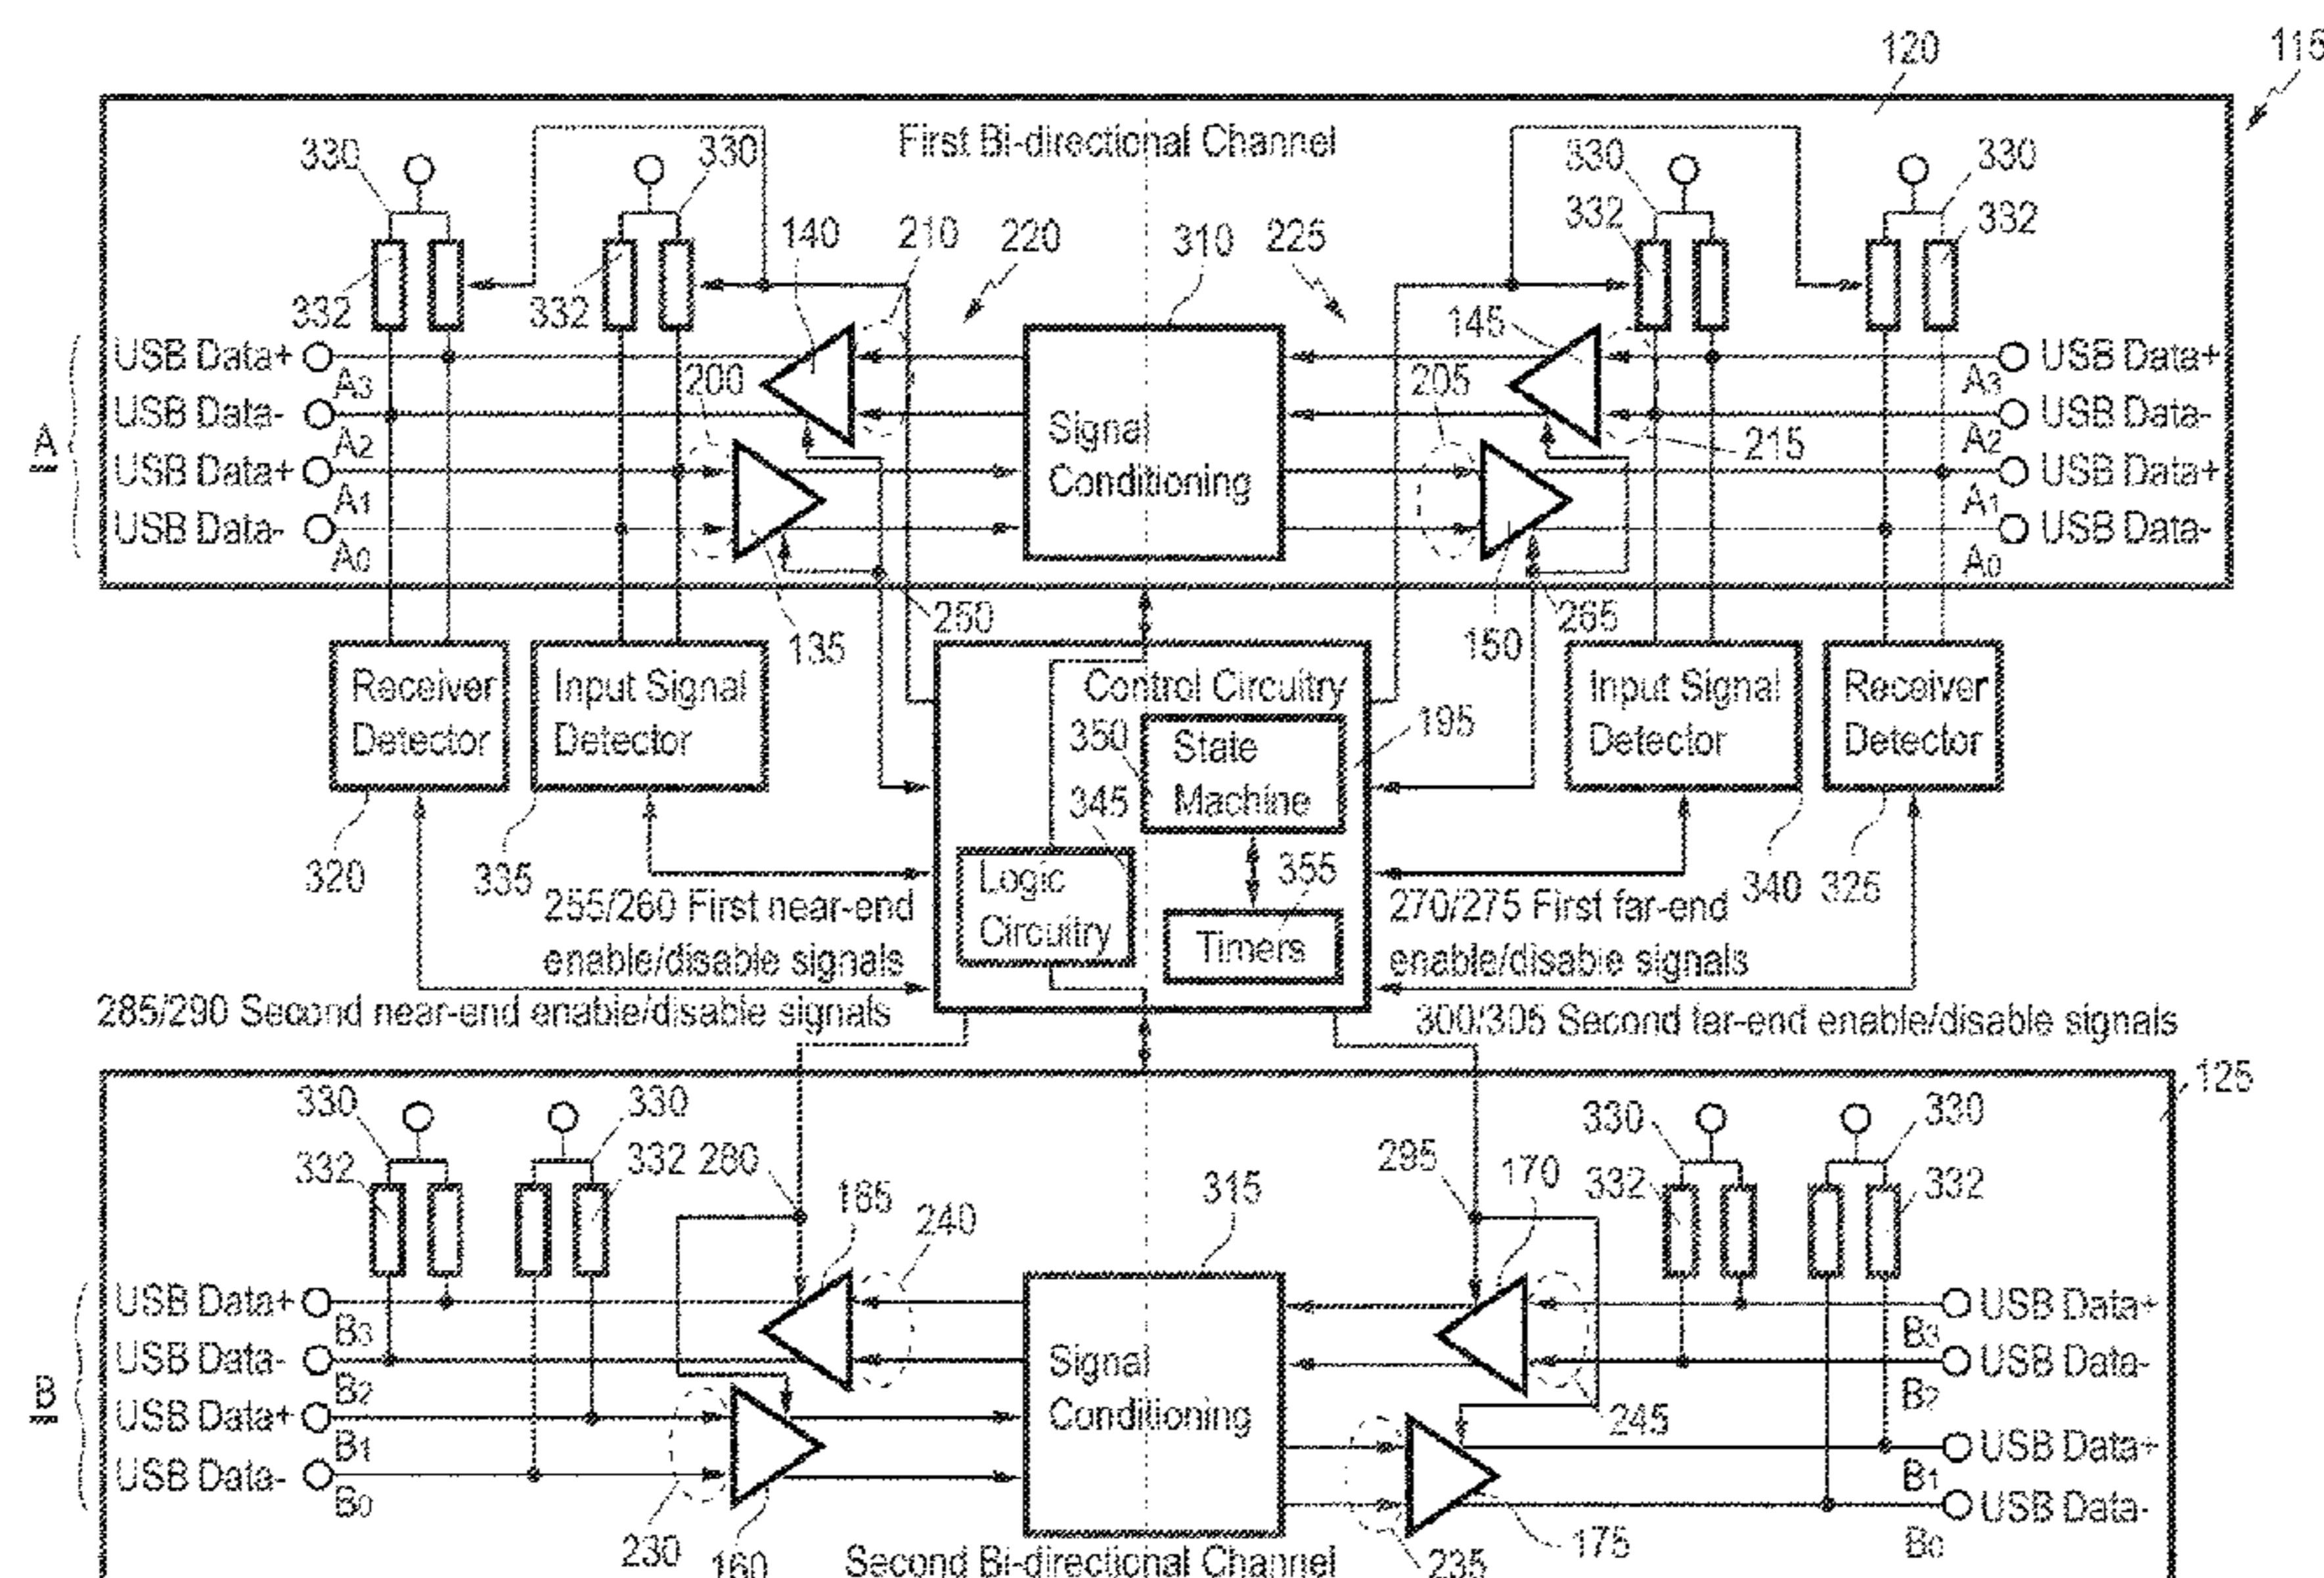 115
120
First Bi-directional Channel
330
330
330
330
332
332
332
332
140
210
220
310
225
145
USB Data+
A3
USB Data-
A2
USB Data+
A1
USB Data-
A0
A
200
205
215
Signal
Conditioning
USB Data+
A3
USB Data-
A2
USB Data+
A1
USB Data-
A0
250
135
150
265
Receiver
Detector
Input Signal
Detector
Control Circuitry
195
350
State
Machine
345
Logic
Circuitry
355
Timers
Input Signal
Detector
Receiver
Detector
320
335
340
325
255/260 First near-end
enable/disable signals
270/275 First far-end
enable/disable signals
285/290 Second near-end enable/disable signals
300/305 Second far-end enable/disable signals
125
330
330
330
330
332
332
280
295
170
332
332
165
240
315
USB Data+
B3
USB Data-
B2
USB Data+
B1
USB Data-
B0
B
Signal
Conditioning
245
USB Data+
B3
USB Data-
B2
USB Data+
B1
USB Data-
B0
230
160
235
175
Second Bi-directional Channel